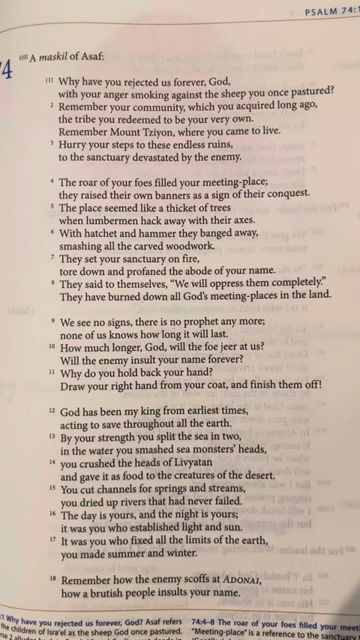 PSALM 74:1
74 1(0) A maskil of Asaf:
(1) Why have you rejected us forever, God,
with your anger smoking against the sheep you once pastured?
2 Remember your community, which you acquired long ago,
the tribe you redeemed to be your very own.
Remember Mount Tziyon, where you came to live.
3 Hurry your steps to these endless ruins,
to the sanctuary devastated by the enemy.
4 The roar of your foes filled your meeting-place;
they raised their own banners as a sign of their conquest.
5 The place seemed like a thicket of trees
when lumbermen hack away with their axes.
6 With hatchet and hammer they banged away,
smashing all the carved woodwork.
7 They set your sanctuary on fire,
tore down and profaned the abode of your name.
8 They said to themselves, “We will oppress them completely.”
They have burned down all God's meeting-places in the land.
9 We see no signs, there is no prophet any more;
none of us knows how long it will last.
10 How much longer, God, will the foe jeer at us?
Will the enemy insult your name forever?
11 Why do you hold back your hand?
Draw your right hand from your coat, and finish them off!
12 God has been my king from earliest times,
acting to save throughout all the earth.
13 By your strength you split the sea in two,
in the water you smashed sea monsters' heads,
14 you crushed the heads of Livyatan
and gave it as food to the creatures of the desert.
15 You cut channels for springs and streams,
you dried up rivers that had never failed.
16 The day is yours, and the night is yours;
it was you who established light and sun.
17 It was you who fixed all the limits of the earth,
you made summer and winter.
18 Remember how the enemy scoffs at ADONAI,
how a brutish people insults your name.
:1 Why have you rejected us forever, God? Asaf refers
the children of Isra'el as the sheep God once pastured.
74:4–8 The roar of your foes filled your meet
"Meeting-place" is a reference to the sanctuary